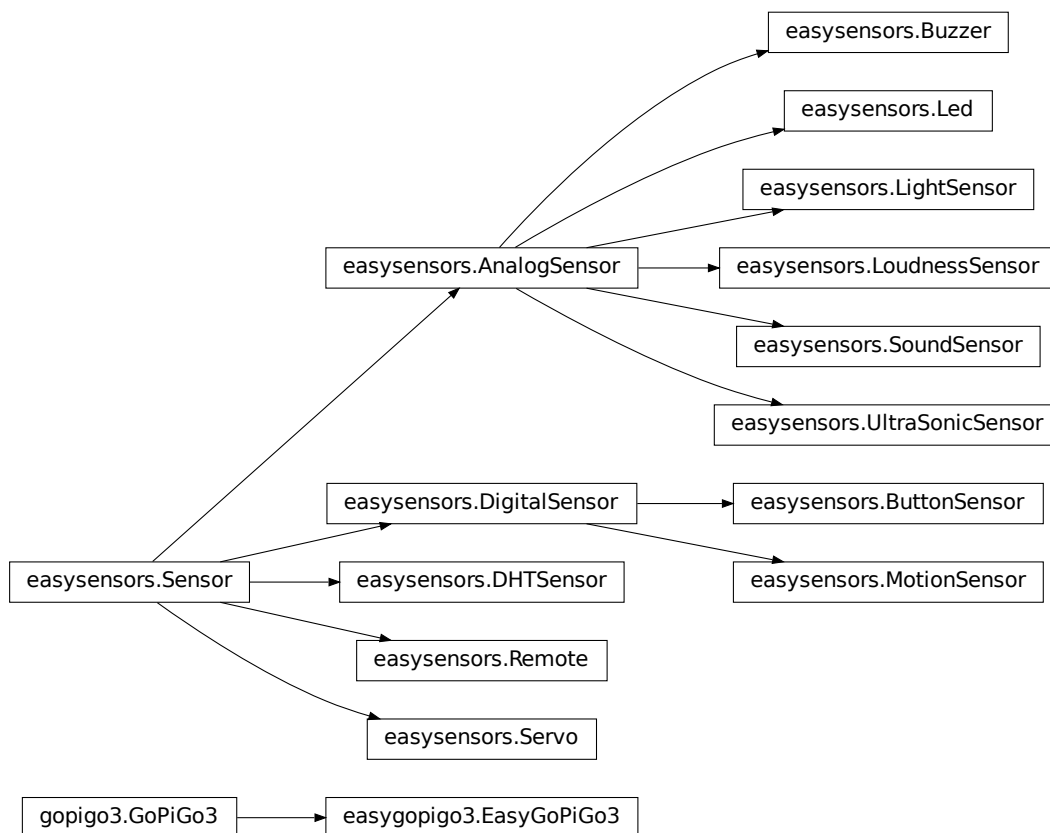 easysensors.Buzzer
easysensors.Led
easysensors.LightSensor
easysensors.AnalogSensor
easysensors.LoudnessSensor
easysensors.SoundSensor
easysensors.UltraSonicSensor
easysensors.DigitalSensor
easysensors.ButtonSensor
easysensors.Sensor
easysensors.DHTSensor
easysensors.MotionSensor
easysensors.Remote
easysensors.Servo
gopigo3.GoPiGo3
easygopigo3.EasyGoPiGo3